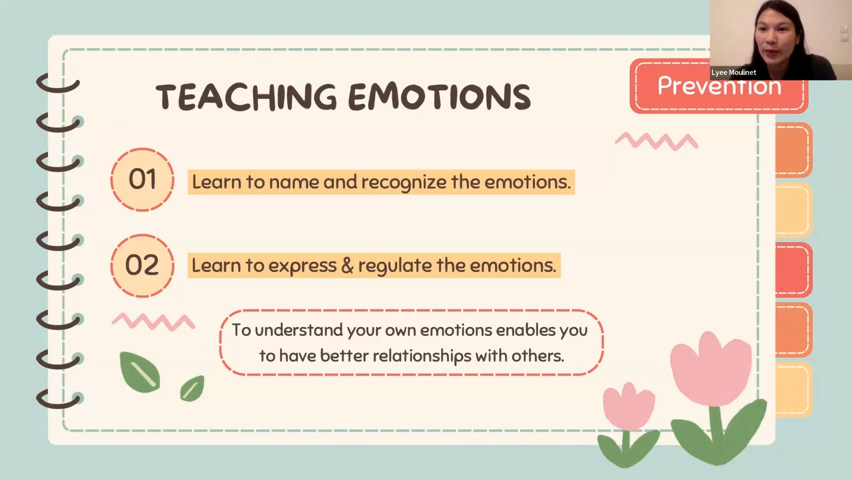 Lyee Moulinet
Prevention
TEACHING EMOTIONS
01
Learn to name and recognize the emotions.
02
Learn to express & regulate the emotions.
To understand your own emotions enables you
to have better relationships with others.